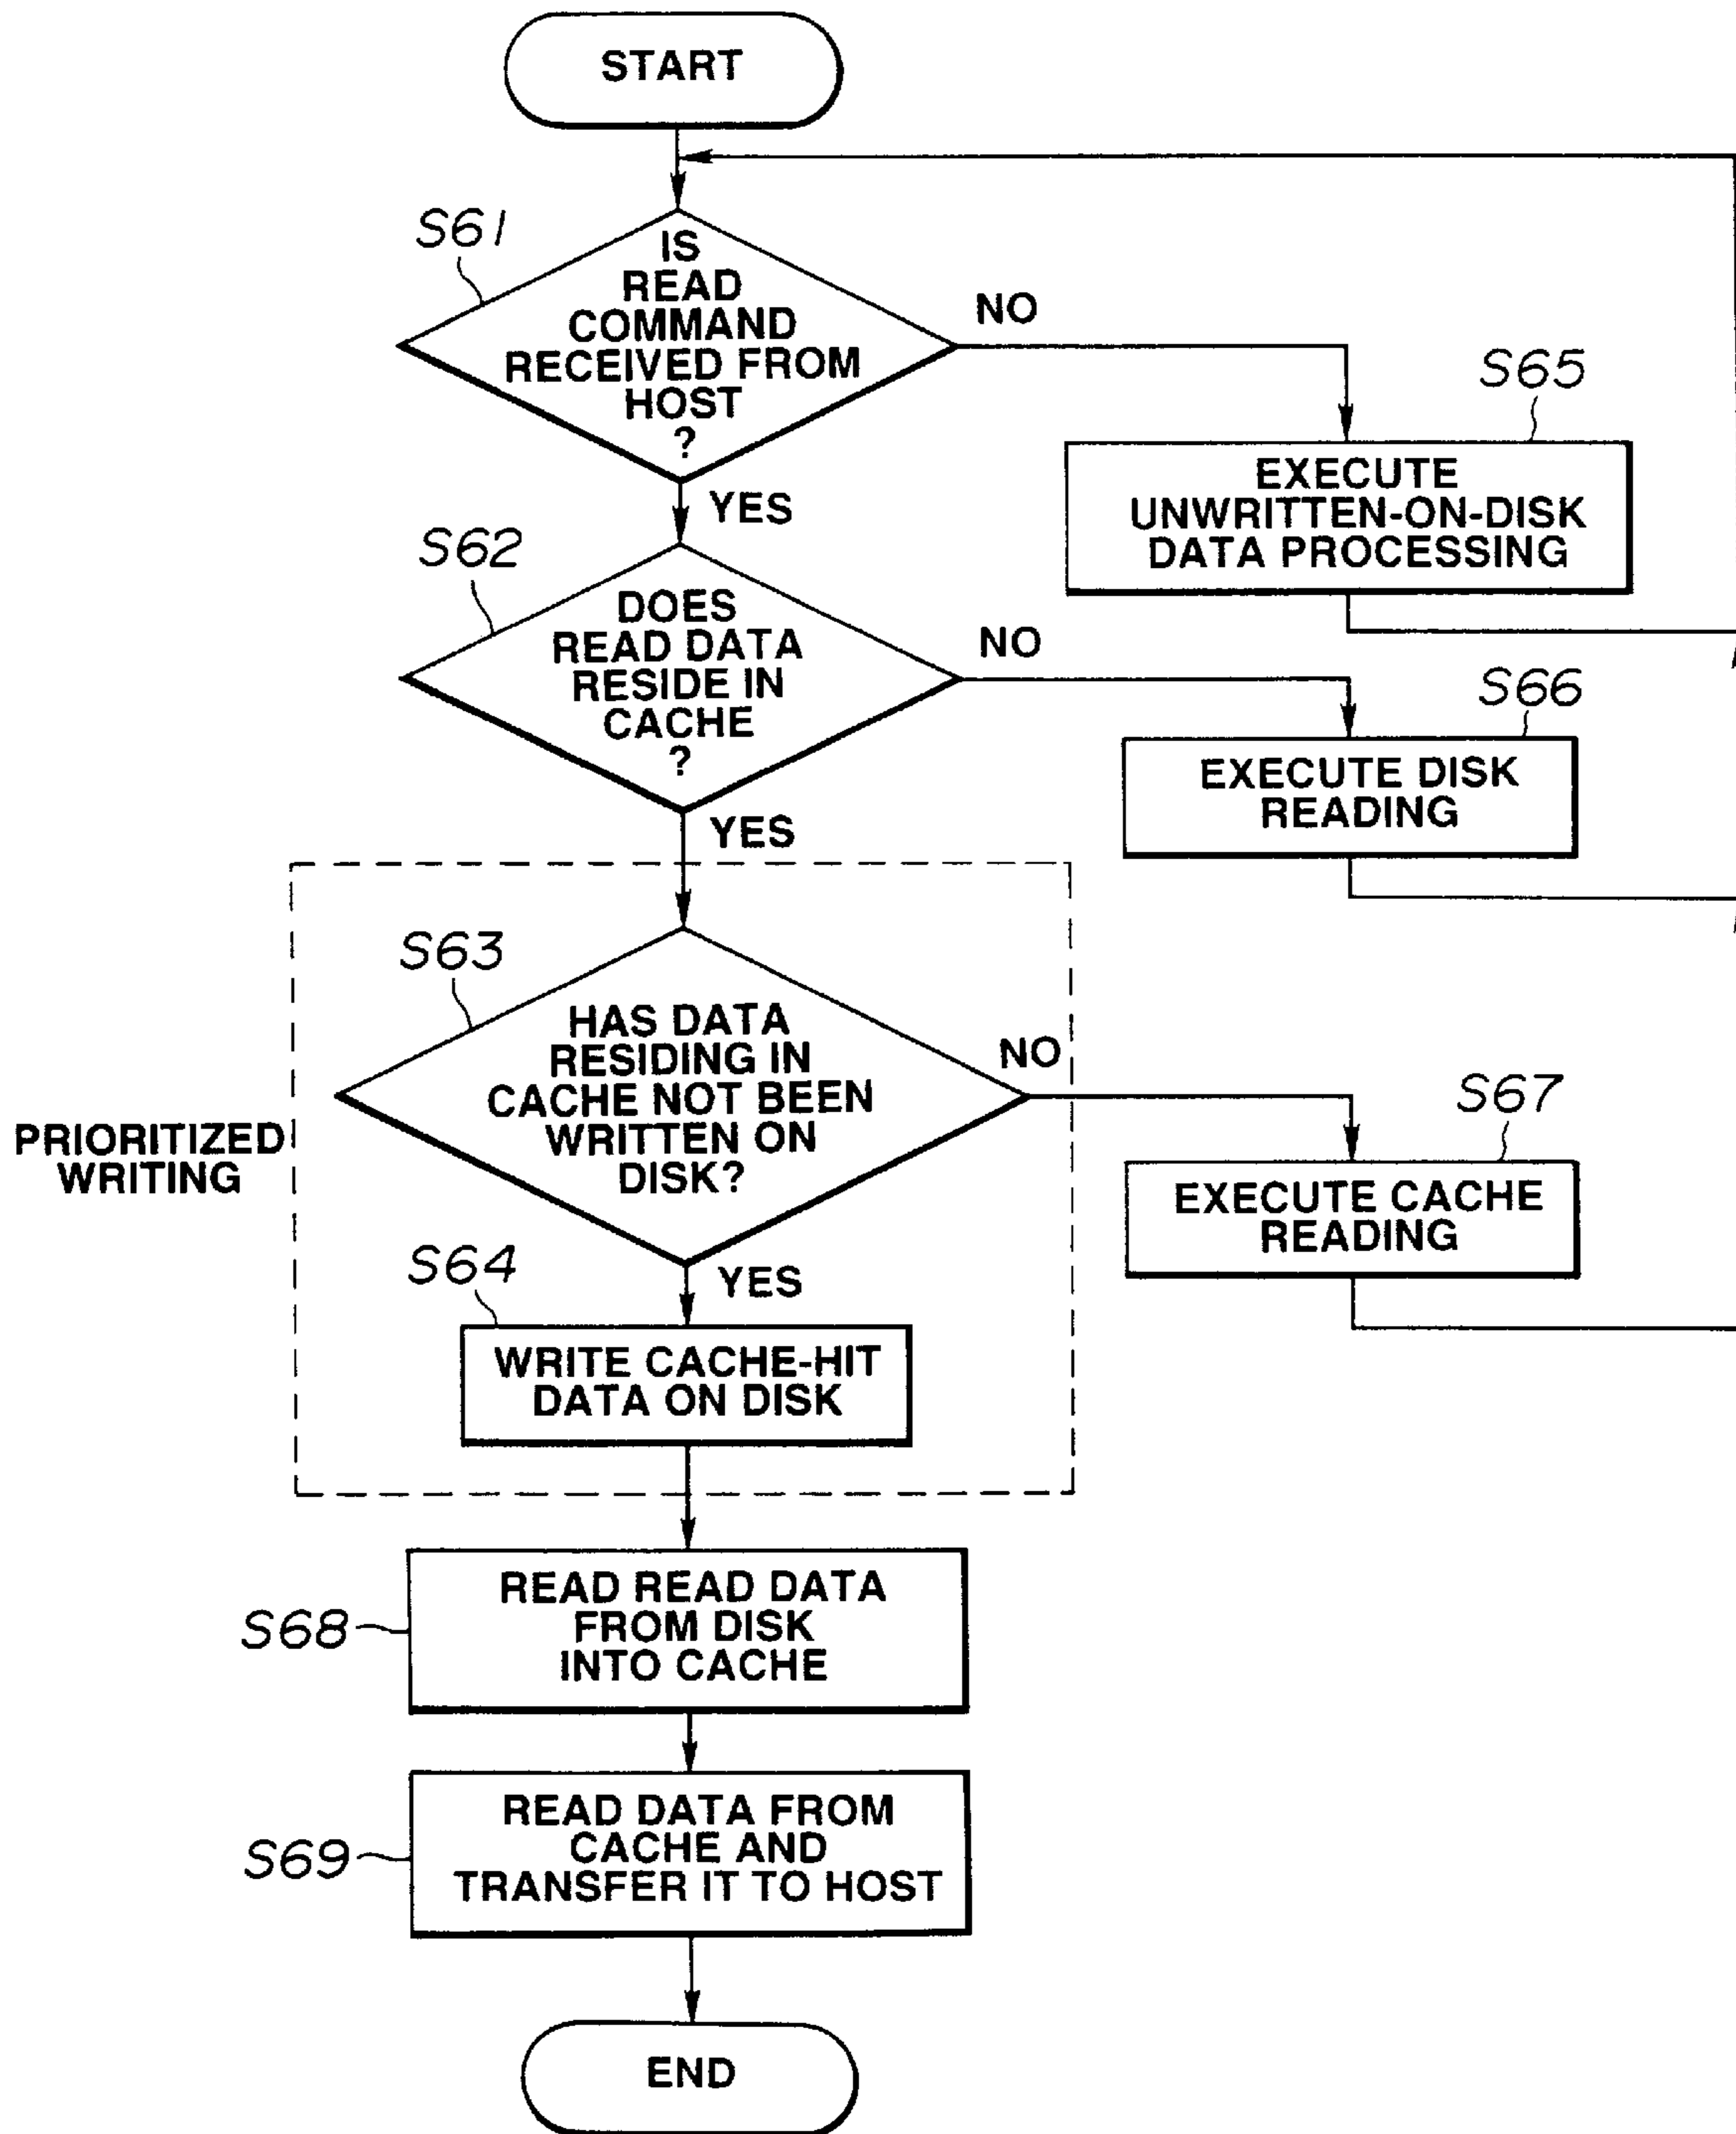 START
S61
IS
READ
COMMAND
RECEIVED FROM
HOST
?
NO
S65
EXECUTE
UNWRITTEN-ON-DISK
DATA PROCESSING
YES
S62
DOES
READ DATA
RESIDE IN
CACHE
?
NO
S66
EXECUTE DISK
READING
YES
PRIORITIZED
WRITING
S63
HAS DATA
RESIDING IN
CACHE NOT BEEN
WRITTEN ON
DISK?
NO
S67
EXECUTE CACHE
READING
YES
S64
WRITE CACHE-HIT
DATA ON DISK
S68
READ READ DATA
FROM DISK
INTO CACHE
S69
READ DATA FROM
CACHE AND
TRANSFER IT TO HOST
END